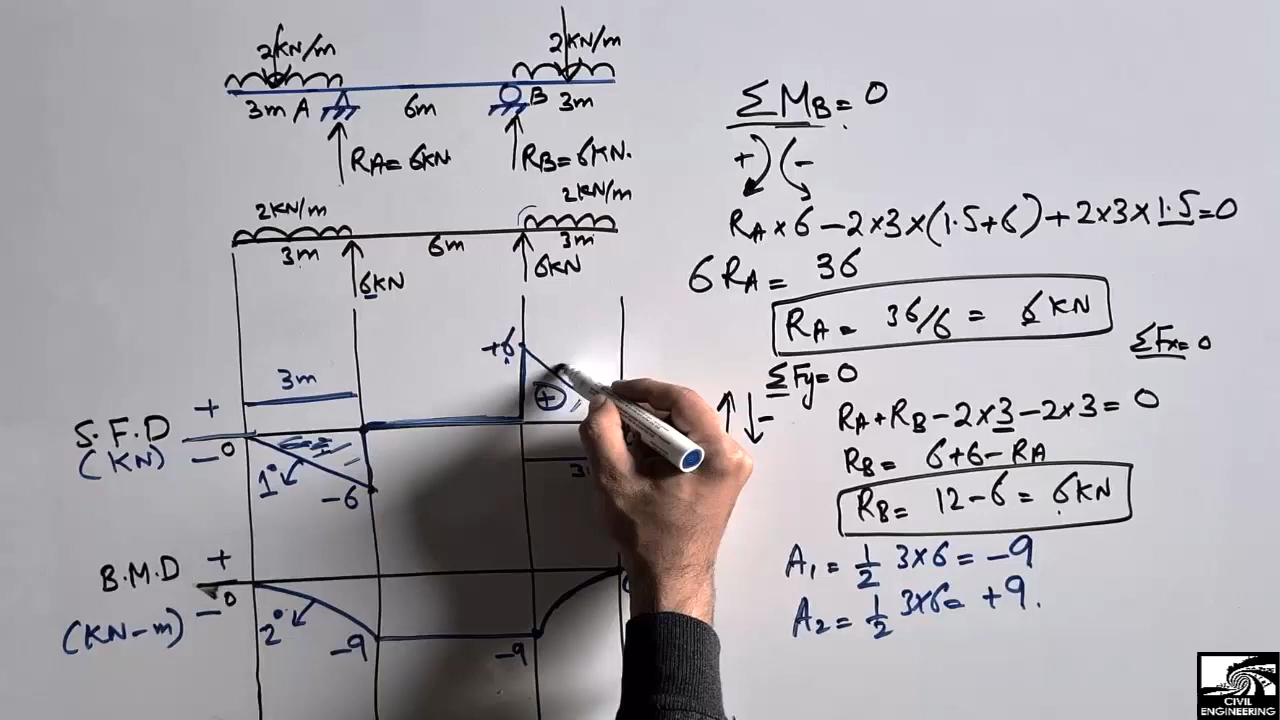 2KN/m 2KN/m
3m A 6m B 3m
RA=6KN. RB=6KN.
2KN/m 2KN/m
3m 6m 3m
6KN 6KN
+6
3m +
S.F.D + 0
(KN) -
1° -6
B.M.D + 0
(KN-m) -
2° -9 -9
ΣMB=0
+ -
RA×6-2×3×(1.5+6)+2×3×1.5=0
6RA= 36
RA= 36/6 = 6KN
ΣFx=0
ΣFy=0
-
RA+RB-2×3-2×3=0
RB= 6+6-RA
RB= 12-6= 6KN
A1= 1/2 3×6= -9
A2= 1/2 3×6= +9.
CIVIL
ENGINEERING